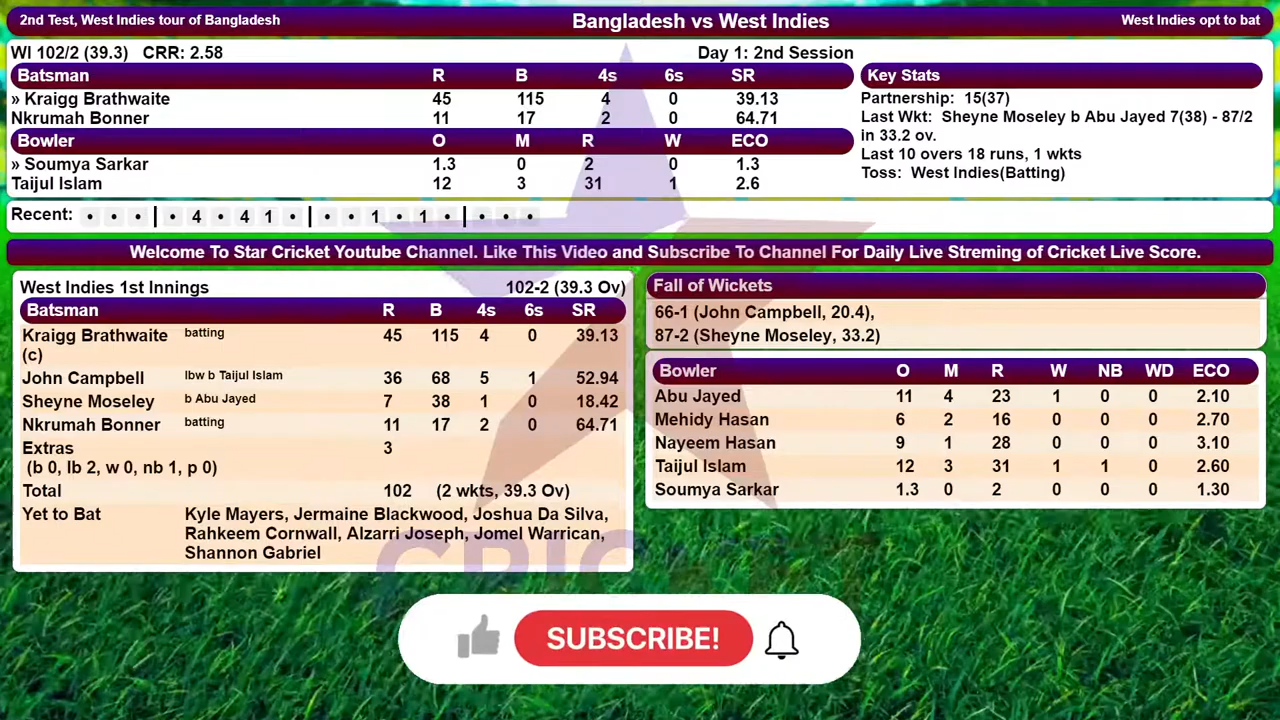 2nd Test, West Indies tour of Bangladesh Bangladesh vs West Indies West Indies opt to bat
WI 102/2 (39.3) CRR: 2.58 Day 1: 2nd Session
Batsman R B 4s 6s SR
» Kraigg Brathwaite 45 115 4 0 39.13
Nkrumah Bonner 11 17 2 0 64.71
Bowler O M R W ECO
» Soumya Sarkar 1.3 0 2 0 1.3
Taijul Islam 12 3 31 1 2.6
Key Stats
Partnership: 15(37)
Last Wkt: Sheyne Moseley b Abu Jayed 7(38) - 87/2
in 33.2 ov.
Last 10 overs 18 runs, 1 wkts
Toss: West Indies(Batting)
Recent: • • • | • 4 • 4 1 • | • • 1 • 1 • | • • •
Welcome To Star Cricket Youtube Channel. Like This Video and Subscribe To Channel For Daily Live Streming of Cricket Live Score.
West Indies 1st Innings 102-2 (39.3 Ov)
Batsman R B 4s 6s SR
Kraigg Brathwaite batting 45 115 4 0 39.13
(c)
John Campbell lbw b Taijul Islam 36 68 5 1 52.94
Sheyne Moseley b Abu Jayed 7 38 1 0 18.42
Nkrumah Bonner batting 11 17 2 0 64.71
Extras 3
(b 0, lb 2, w 0, nb 1, p 0)
Total 102 (2 wkts, 39.3 Ov)
Yet to Bat Kyle Mayers, Jermaine Blackwood, Joshua Da Silva,
Rahkeem Cornwall, Alzarri Joseph, Jomel Warrican,
Shannon Gabriel
Fall of Wickets
66-1 (John Campbell, 20.4),
87-2 (Sheyne Moseley, 33.2)
Bowler O M R W NB WD ECO
Abu Jayed 11 4 23 1 0 0 2.10
Mehidy Hasan 6 2 16 0 0 0 2.70
Nayeem Hasan 9 1 28 0 0 0 3.10
Taijul Islam 12 3 31 1 1 0 2.60
Soumya Sarkar 1.3 0 2 0 0 0 1.30
SUBSCRIBE!